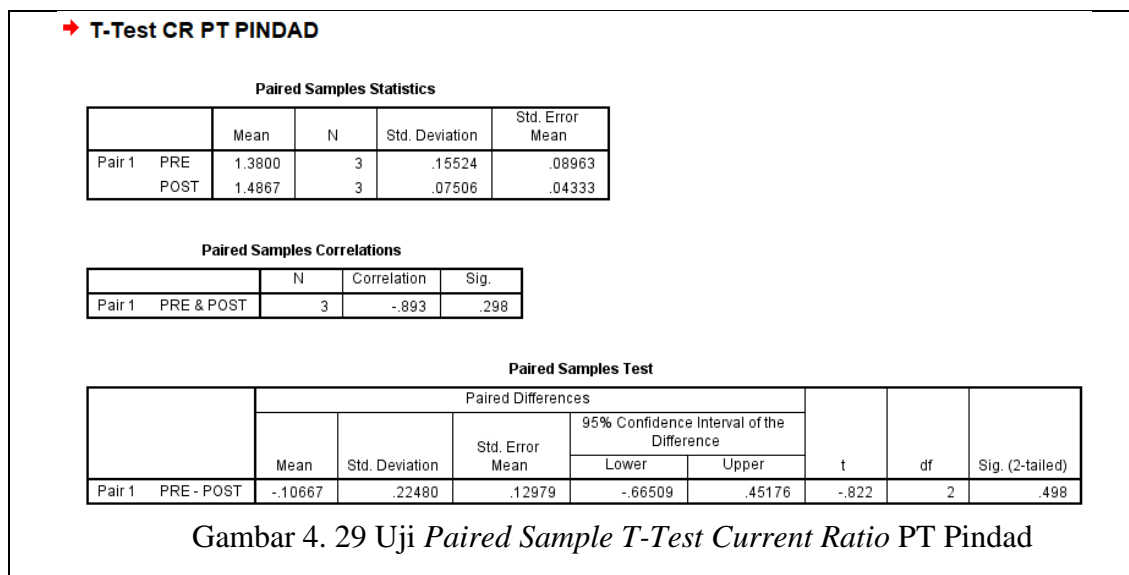 T-Test CR PT PINDAD
Paired Samples Statistics
Mean N Std. Deviation Std. Error Mean
Pair 1 PRE 1.3800 3 .15524 .08963
POST 1.4867 3 .07506 .04333
Paired Samples Correlations
N Correlation Sig.
Pair 1 PRE & POST 3 -.893 .298
Paired Samples Test
Paired Differences
95% Confidence Interval of the Difference
Mean Std. Deviation Std. Error Mean Lower Upper t df Sig. (2-tailed)
Pair 1 PRE - POST -.10667 .22480 .12979 -.66509 .45176 -.822 2 .498
Gambar 4. 29 Uji Paired Sample T-Test Current Ratio PT Pindad